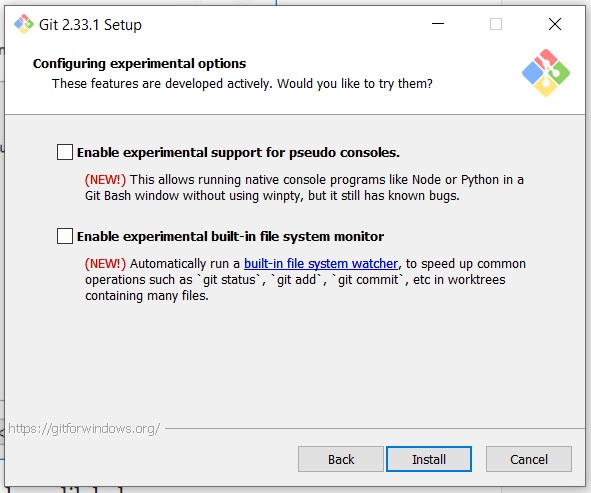 Git 2.33.1 Setup
Configuring experimental options
These features are developed actively. Would you like to try them?
Enable experimental support for pseudo consoles.
(NEW!) This allows running native console programs like Node or Python in a
Git Bash window without using winpty, but it still has known bugs.
Enable experimental built-in file system monitor
(NEW!) Automatically run a built-in file system watcher, to speed up common
operations such as `git status`, `git add`, `git commit`, etc in worktrees
containing many files.
https://gitforwindows.org/
Back Install Cancel